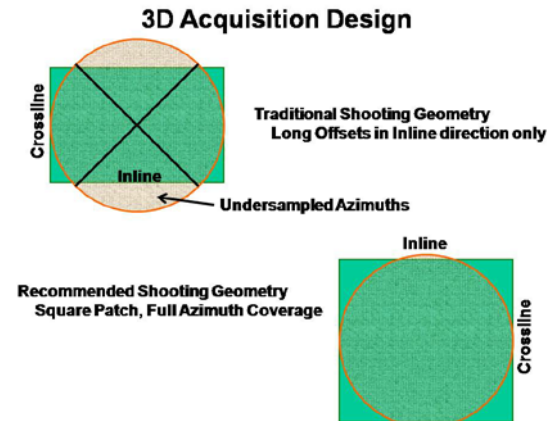 3D Acquisition Design
Crossline
Inline
Traditional Shooting Geometry
Long Offsets in Inline direction only
Undersampled Azimuths
Recommended Shooting Geometry
Square Patch, Full Azimuth Coverage
Inline
Crossline